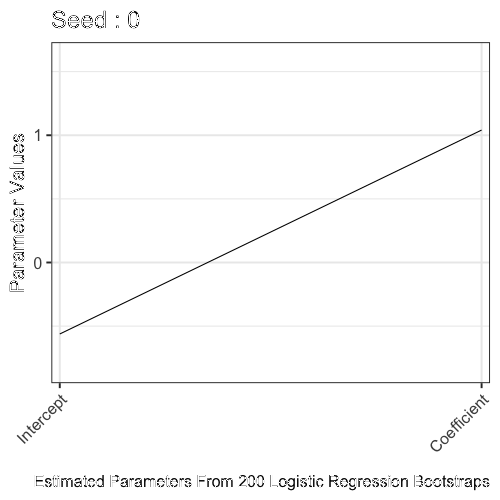 Seed : 0
Parameter Values
1
0
Intercept
Coefficient
Estimated Parameters From 200 Logistic Regression Bootstraps